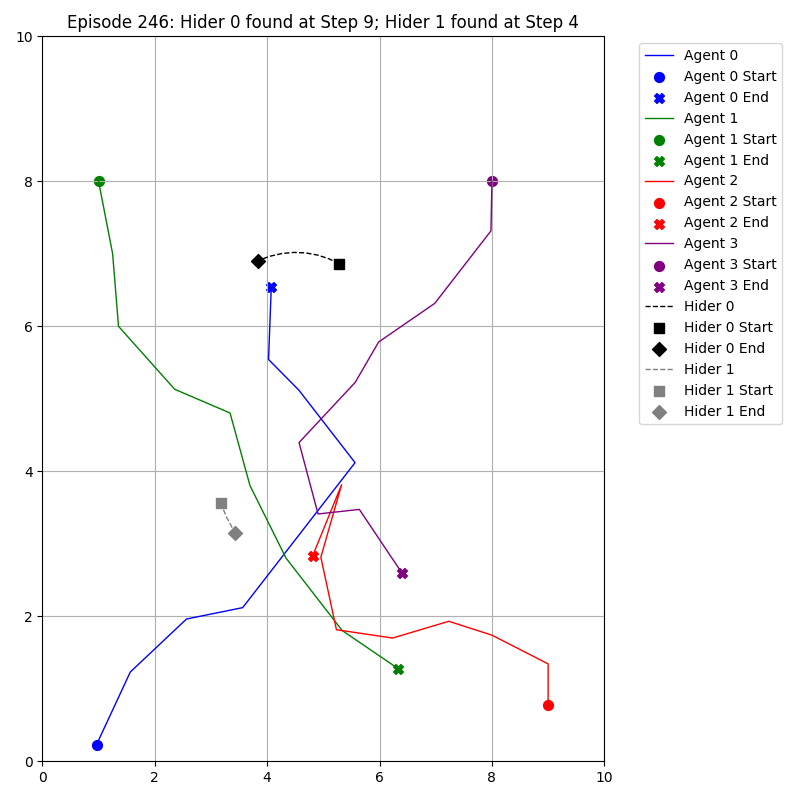 Episode 246: Hider 0 found at Step 9; Hider 1 found at Step 4
10
8
6
4
2
0
0 2 4 6 8 10
Agent 0
Agent 0 Start
Agent 0 End
Agent 1
Agent 1 Start
Agent 1 End
Agent 2
Agent 2 Start
Agent 2 End
Agent 3
Agent 3 Start
Agent 3 End
Hider 0
Hider 0 Start
Hider 0 End
Hider 1
Hider 1 Start
Hider 1 End